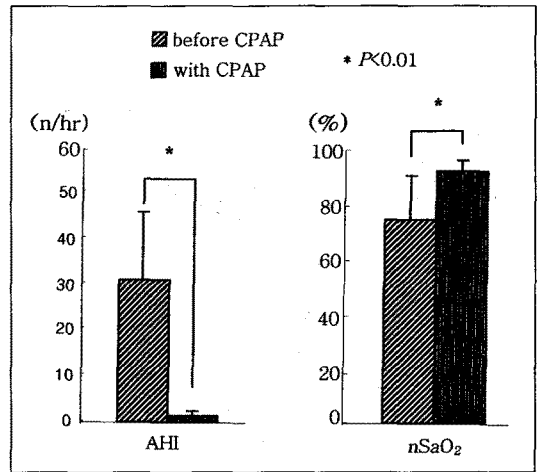 before CPAP
with CPAP
* P<0.01
(n/hr)
60
50
40
30
20
10
0
*
AHI
(%)
100
80
60
40
20
0
*
nSaO₂